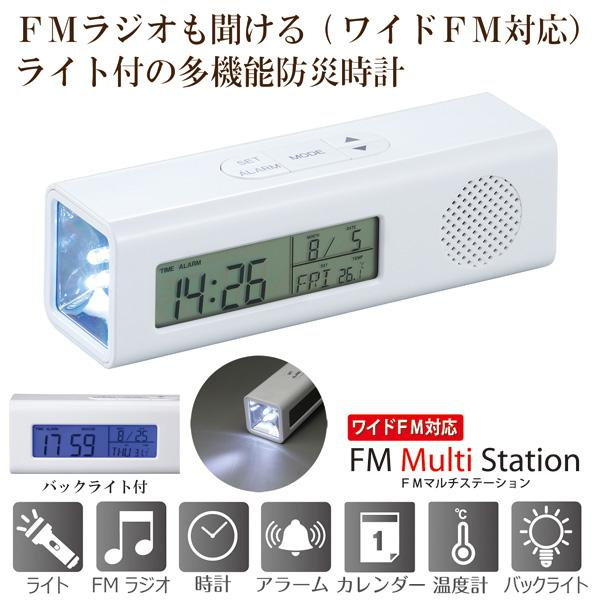 FMラジオも聞ける（ワイドFM対応）
ライト付の多機能防災時計
SET
ALARM
MODE
TIME ALARM
14:26
MONTH DATE
8/5
DAY TEMP
FRI 26.1
TIME ALARM
17 59
8/25
THU
バックライト付
ワイドFM対応
FM Multi Station
FMマルチステーション
1
℃
ライト
FMラジオ
時計
アラーム
カレンダー
温度計
バックライト